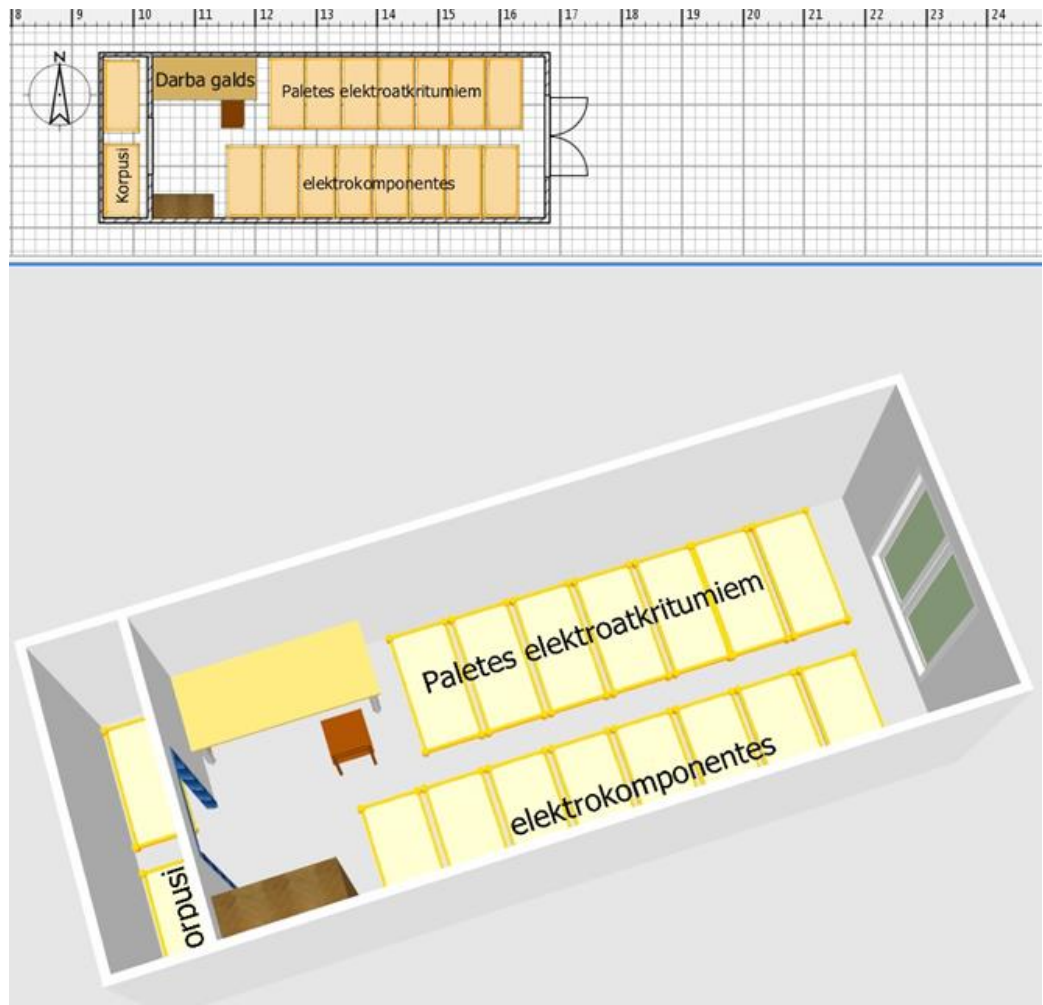 8 9 10 11 12 13 14 15 16 17 18 19 20 21 22 23 24
N
Darba galds
Paletes elektroatkritumiem
Korpusi
elektrokomponentes
Paletes elektroatkritumiem
elektrokomponentes
orpusi